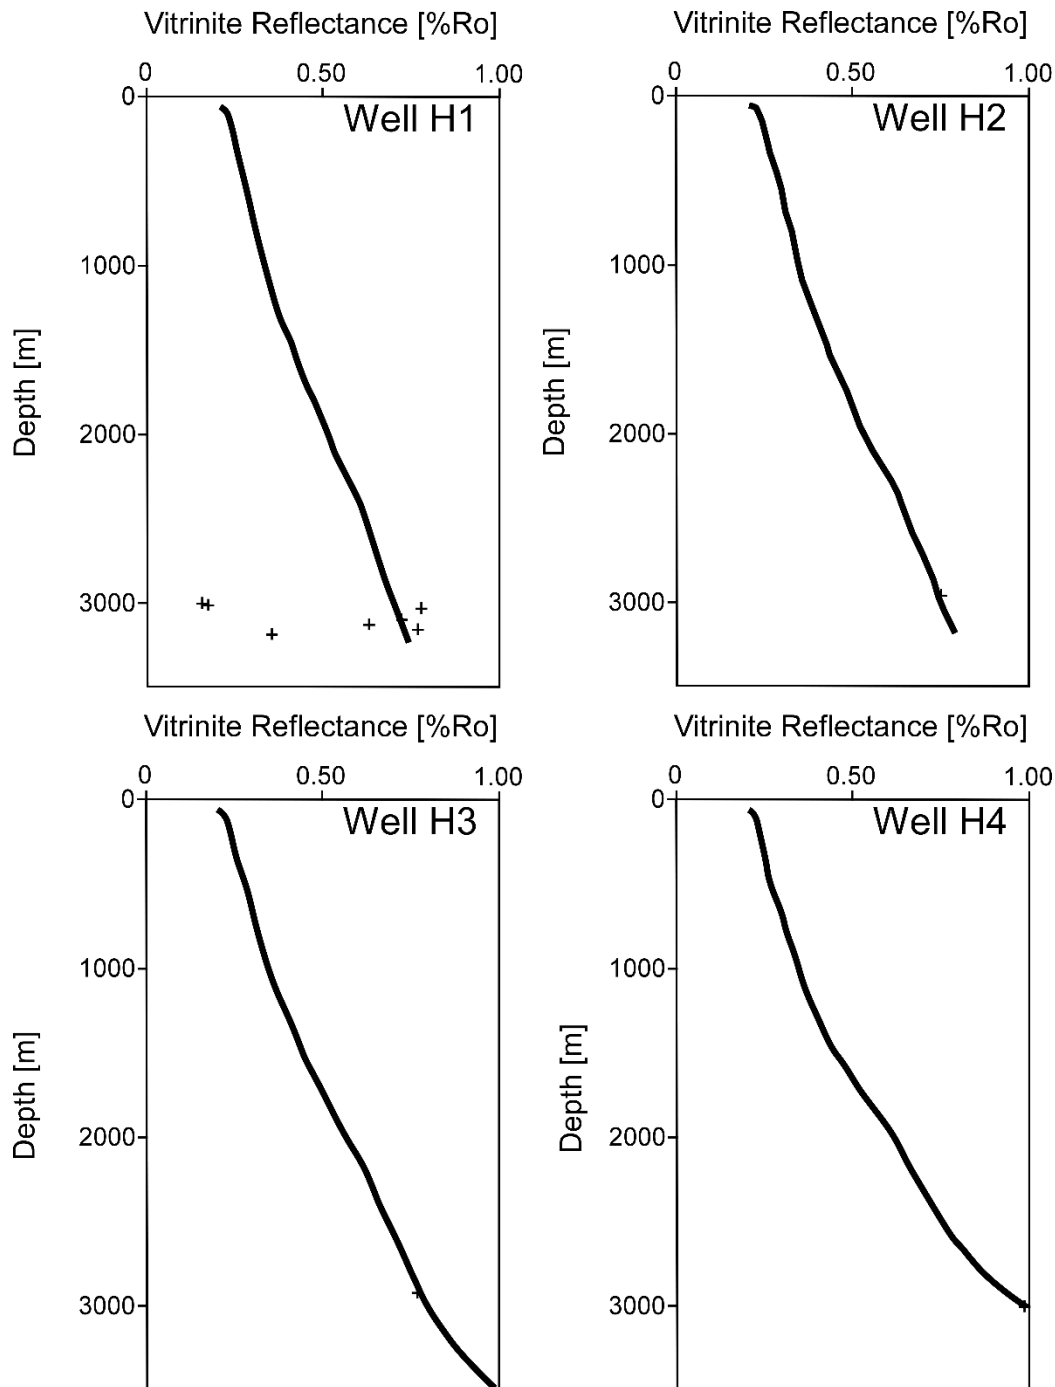 Vitrinite Reflectance [%Ro]
0 0.50 1.00
Well H1
0
1000
2000
3000
Depth [m]
Vitrinite Reflectance [%Ro]
0 0.50 1.00
Well H2
0
1000
2000
3000
Depth [m]
Vitrinite Reflectance [%Ro]
0 0.50 1.00
Well H3
0
1000
2000
3000
Depth [m]
Vitrinite Reflectance [%Ro]
0 0.50 1.00
Well H4
0
1000
2000
3000
Depth [m]